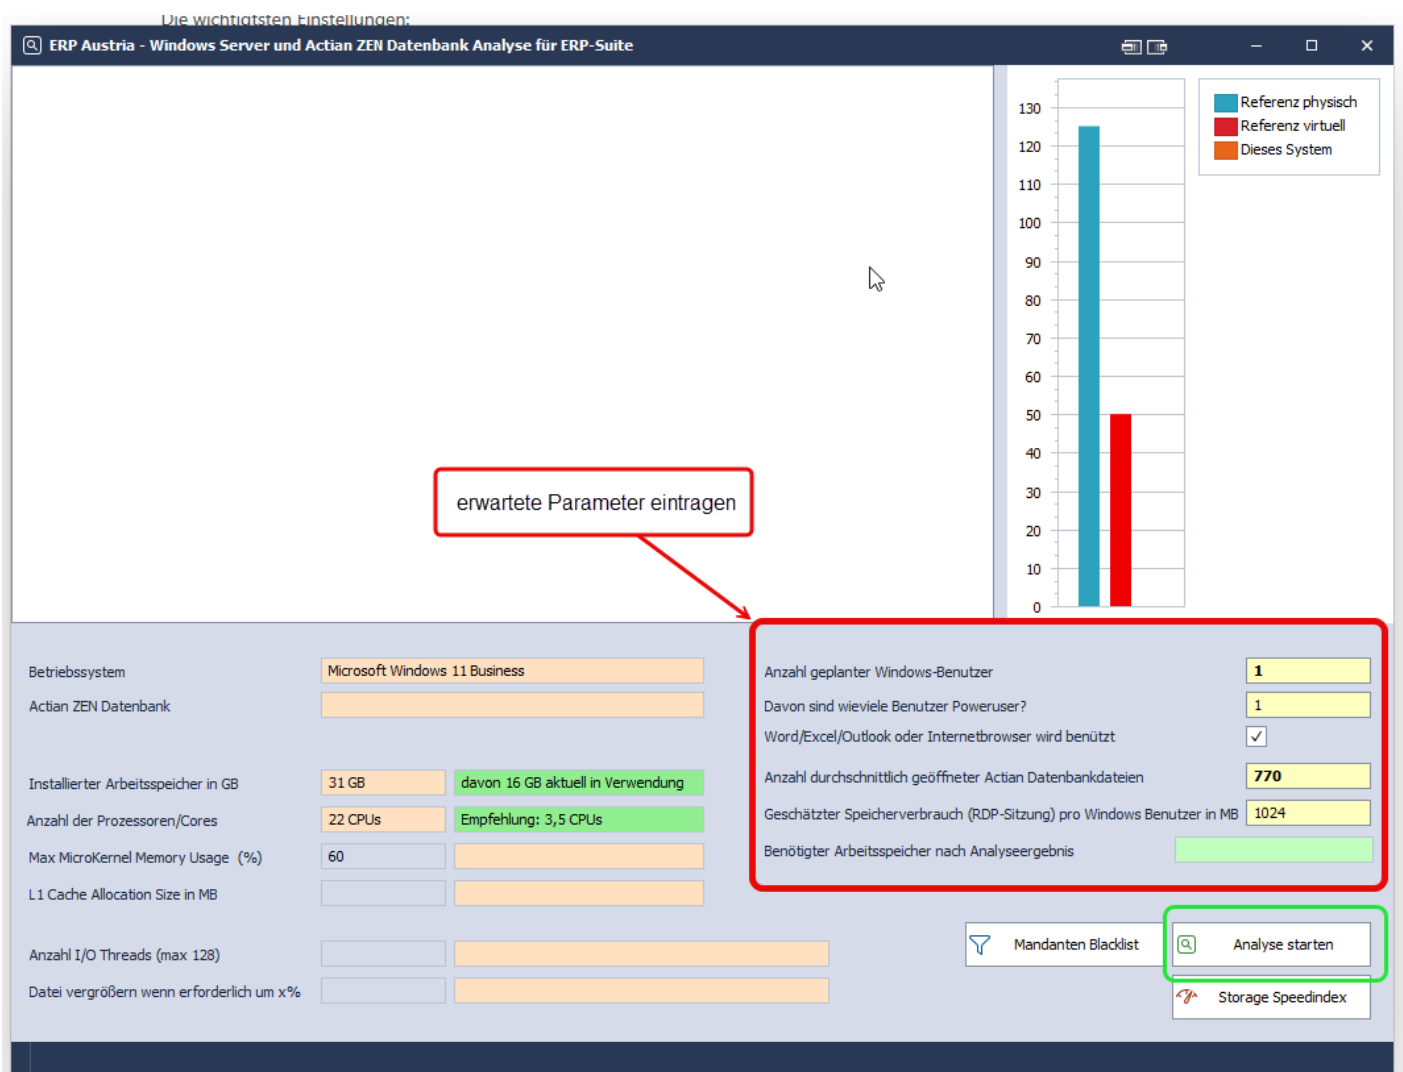 Die wichtigsten Einstellungen:
ERP Austria - Windows Server und Actian ZEN Datenbank Analyse für ERP-Suite
130
120
110
100
90
80
70
60
50
40
30
20
10
0
Referenz physisch
Referenz virtuell
Dieses System
erwartete Parameter eintragen
Betriebssystem
Microsoft Windows 11 Business
Actian ZEN Datenbank
Installierter Arbeitsspeicher in GB
31 GB
davon 16 GB aktuell in Verwendung
Anzahl der Prozessoren/Cores
22 CPUs
Empfehlung: 3,5 CPUs
Max MicroKernel Memory Usage (%)
60
L1 Cache Allocation Size in MB
Anzahl I/O Threads (max 128)
Datei vergrößern wenn erforderlich um x%
Anzahl geplanter Windows-Benutzer
1
Davon sind wieviele Benutzer Poweruser?
1
Word/Excel/Outlook oder Internetbrowser wird benützt
Anzahl durchschnittlich geöffneter Actian Datenbankdateien
770
Geschätzter Speicherverbrauch (RDP-Sitzung) pro Windows Benutzer in MB
1024
Benötigter Arbeitsspeicher nach Analyseergebnis
Mandanten Blacklist
Analyse starten
Storage Speedindex